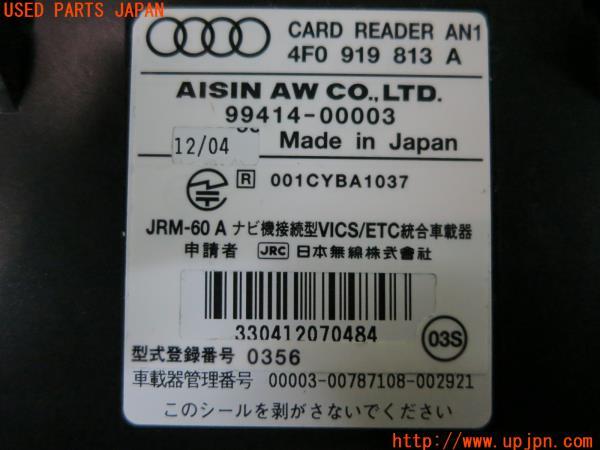 USED PARTS JAPAN
CARD READER AN1
4F0 919 813 A
AISIN AW CO.,LTD.
99414-00003
12/04
Made in Japan
R 001CYBA1037
JRM-60 A ナビ機接続型VICS/ETC統合車載器
申請者 JRC 日本無線株式會社
330412070484
03S
型式登録番号 0356
車載器管理番号 00003-00787108-002921
このシールを剥がさないでください
http://www.upjpn.com/